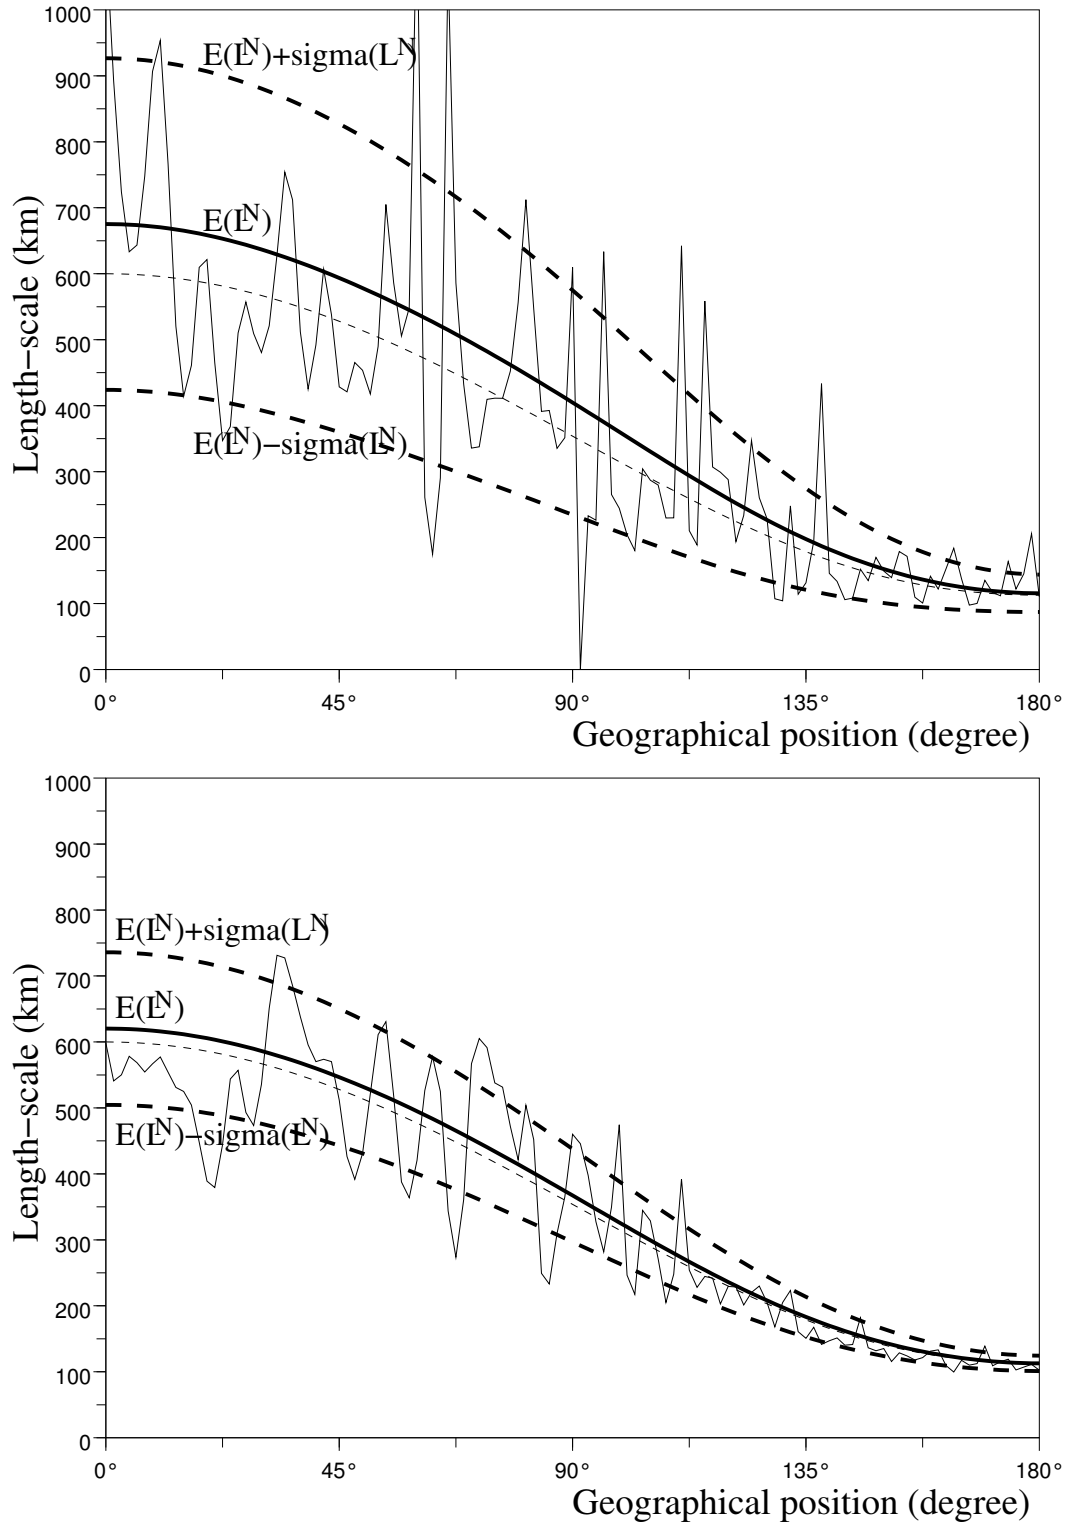 1000
900
800
700
600
500
400
300
200
100
0
Length−scale (km)
E(L^N)+sigma(L^N)
E(L^N)
E(L^N)−sigma(L^N)
0° 45° 90° 135° 180°
Geographical position (degree)
1000
900
800
700
600
500
400
300
200
100
0
Length−scale (km)
E(L^N)+sigma(L^N)
E(L^N)
E(L^N)−sigma(L^N)
0° 45° 90° 135° 180°
Geographical position (degree)